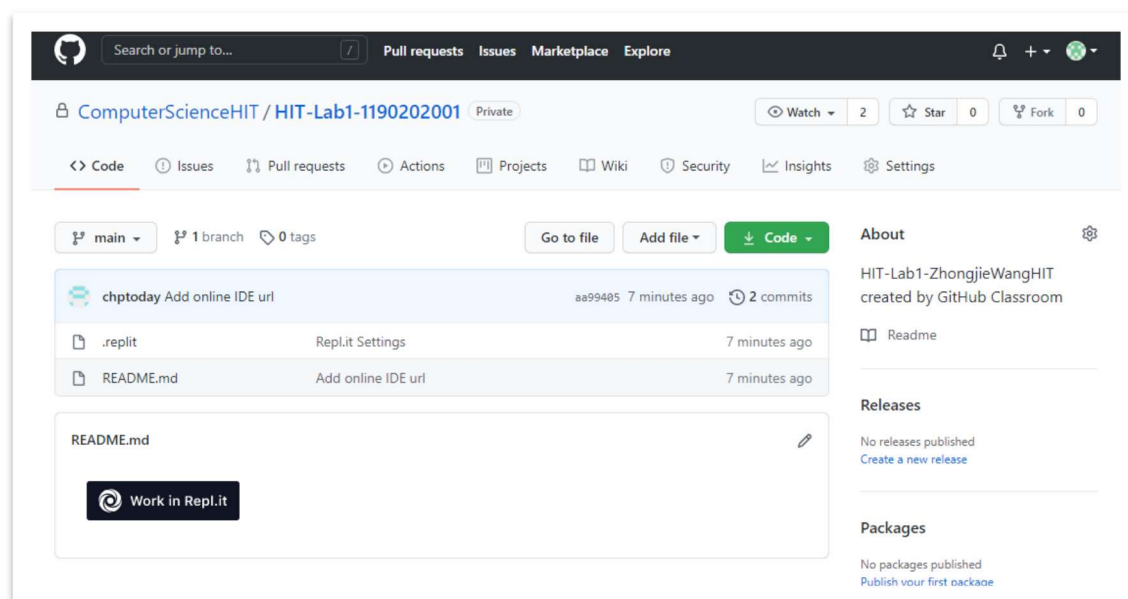 Search or jump to... / Pull requests Issues Marketplace Explore
ComputerScienceHIT / HIT-Lab1-1190202001 Private Watch 2 Star 0 Fork 0
Code Issues Pull requests Actions Projects Wiki Security Insights Settings
main 1 branch 0 tags Go to file Add file Code
About
HIT-Lab1-ZhongjieWangHIT
created by GitHub Classroom
Readme
chptoday Add online IDE url aa99405 7 minutes ago 2 commits
.replit Repl.it Settings 7 minutes ago
README.md Add online IDE url 7 minutes ago
README.md
Work in Repl.it
Releases
No releases published
Create a new release
Packages
No packages published
Publish your first package